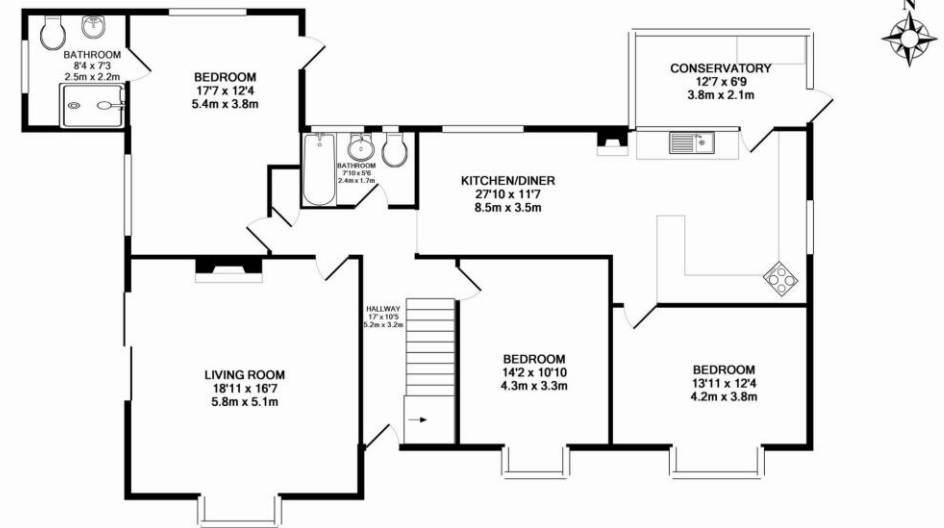 N
BATHROOM
8'4 x 7'3
2.5m x 2.2m
BEDROOM
17'7 x 12'4
5.4m x 3.8m
CONSERVATORY
12'7 x 6'9
3.8m x 2.1m
BATHROOM
7'10 x 5'6
2.4m x 1.7m
KITCHEN/DINER
27'10 x 11'7
8.5m x 3.5m
HALLWAY
17' x 10'5
5.2m x 3.2m
LIVING ROOM
18'11 x 16'7
5.8m x 5.1m
BEDROOM
14'2 x 10'10
4.3m x 3.3m
BEDROOM
13'11 x 12'4
4.2m x 3.8m